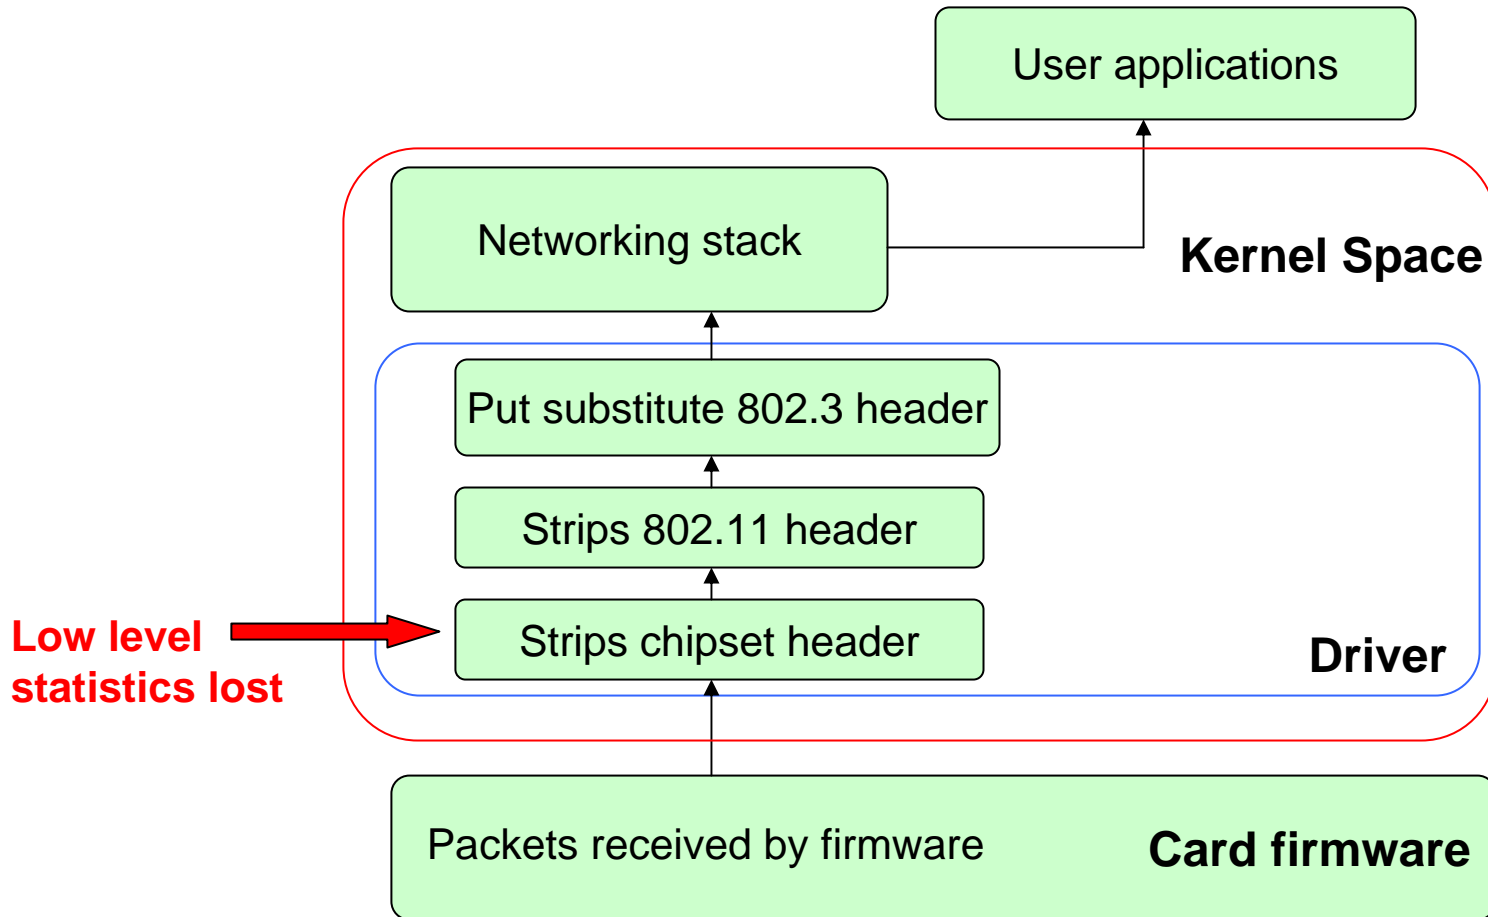 User applications
Networking stack
Kernel Space
Put substitute 802.3 header
Strips 802.11 header
Strips chipset header
Low level
statistics lost
Driver
Packets received by firmware
Card firmware